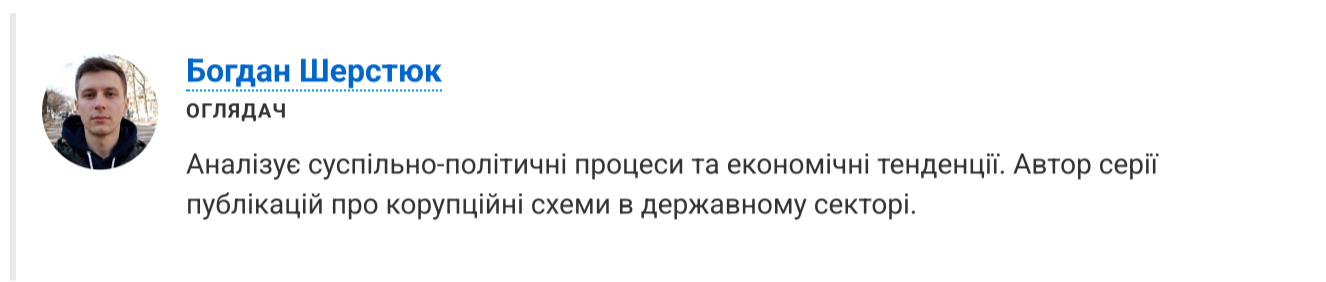 Богдан Шерстюк
ОГЛЯДАЧ
Аналізує суспільно-політичні процеси та економічні тенденції. Автор серії
публікацій про корупційні схеми в державному секторі.